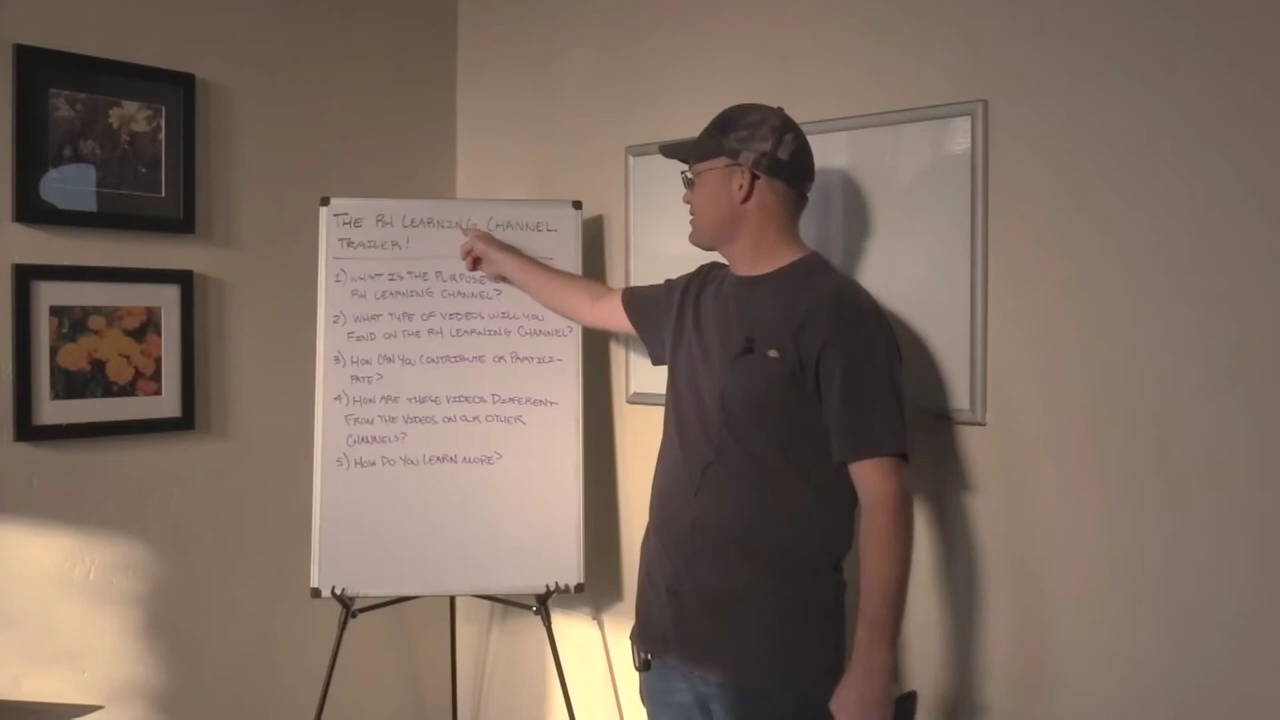 THE RH LEARNING CHANNEL
TRAILER!
1) WHAT IS THE PURPOSE
RH LEARNING CHANNEL?
2) WHAT TYPE OF VIDEOS WILL YOU
FIND ON THE RH LEARNING CHANNEL?
3) HOW CAN YOU CONTRIBUTE OR PARTICI-
PATE?
4) HOW ARE THESE VIDEOS DIFFERENT
FROM THE VIDEOS ON OUR OTHER
CHANNELS?
5) HOW DO YOU LEARN MORE?